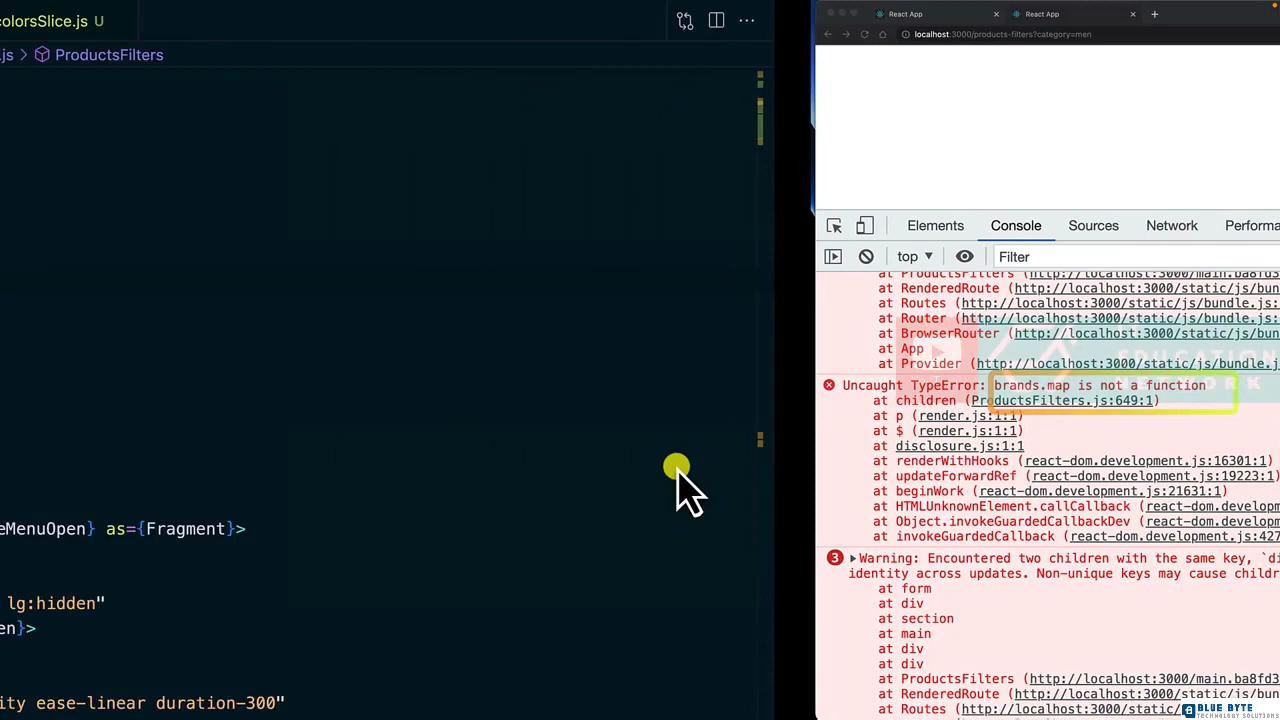 colorsSlice.js U
.js > ProductsFilters
eMenuOpen} as={Fragment}>
lg:hidden"
en}>
ity ease-linear duration-300"
React App
React App
localhost:3000/products-filters?category=men
Elements Console Sources Network Performa
top ▼ Filter
at ProductsFilters (http://localhost:3000/main.ba8fd3
at RenderedRoute (http://localhost:3000/static/js/bun
at Routes (http://localhost:3000/static/js/bundle.js:
at Router (http://localhost:3000/static/js/bundle.js:
at BrowserRouter (http://localhost:3000/static/js/bund
at App
at Provider (http://localhost:3000/static/js/bundle.j
EDUCATION
NETWORK
Uncaught TypeError: brands.map is not a function
at children (ProductsFilters.js:649:1)
at p (render.js:1:1)
at $ (render.js:1:1)
at disclosure.js:1:1
at renderWithHooks (react-dom.development.js:16301:1)
at updateForwardRef (react-dom.development.js:19223:1)
at beginWork (react-dom.development.js:21631:1)
at HTMLUnknownElement.callCallback (react-dom.develop
at Object.invokeGuardedCallbackDev (react-dom.develop
at invokeGuardedCallback (react-dom.development.js:427
3 ▸Warning: Encountered two children with the same key, `di
identity across updates. Non-unique keys may cause childr
at form
at div
at section
at main
at div
at div
at ProductsFilters (http://localhost:3000/main.ba8fd3
at RenderedRoute (http://localhost:3000/static/js/bun
at Routes (http://localhost:3000/static/js/
BLUE BYTE
TECHNOLOGY SOLUTIONS